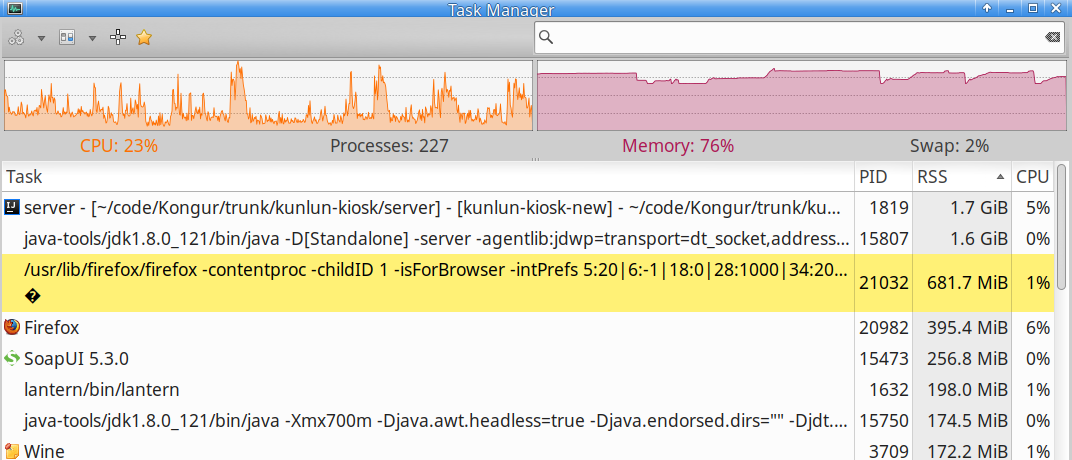 Task Manager
CPU: 23% Processes: 227 Memory: 76% Swap: 2%
Task PID RSS CPU
server - [~/code/Kongur/trunk/kunlun-kiosk/server] - [kunlun-kiosk-new] - ~/code/Kongur/trunk/ku... 1819 1.7 GiB 5%
java-tools/jdk1.8.0_121/bin/java -D[Standalone] -server -agentlib:jdwp=transport=dt_socket,address... 15807 1.6 GiB 0%
/usr/lib/firefox/firefox -contentproc -childID 1 -isForBrowser -intPrefs 5:20|6:-1|18:0|28:1000|34:20... 21032 681.7 MiB 1%
�
Firefox 20982 395.4 MiB 6%
SoapUI 5.3.0 15473 256.8 MiB 0%
lantern/bin/lantern 1632 198.0 MiB 1%
java-tools/jdk1.8.0_121/bin/java -Xmx700m -Djava.awt.headless=true -Djava.endorsed.dirs="" -Djdt.... 15750 174.5 MiB 0%
Wine 3709 172.2 MiB 1%